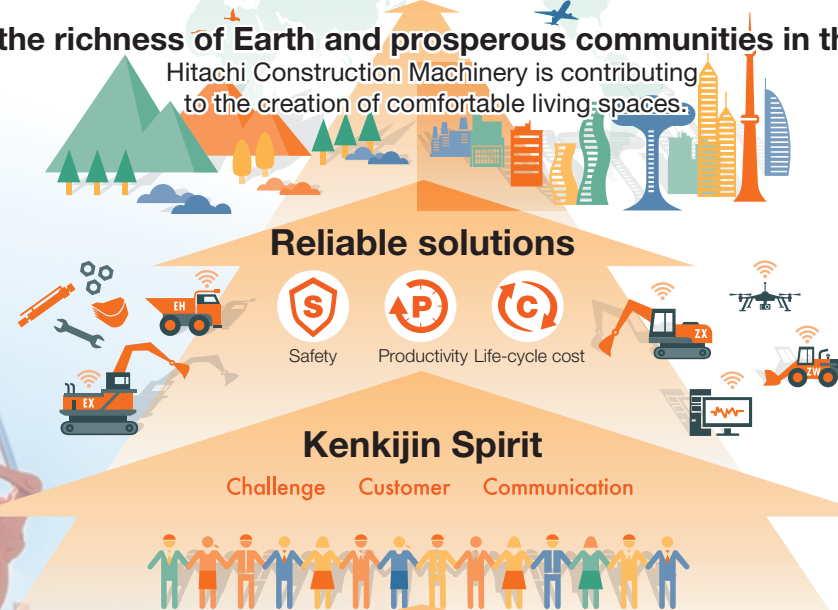 the richness of Earth and prosperous communities in th
Hitachi Construction Machinery is contributing
to the creation of comfortable living spaces.
Reliable solutions
EH
S
P
C
Safety
Productivity
Life-cycle cost
ZX
ZW
EX
Kenkijin Spirit
Challenge Customer Communication